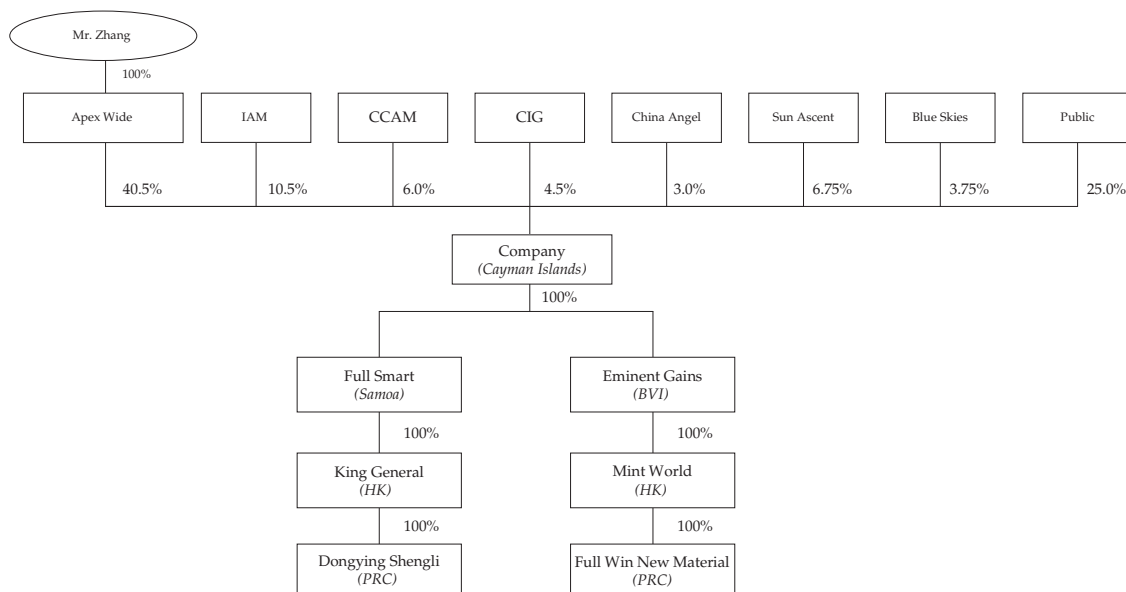 Mr. Zhang
100%
Apex Wide
IAM
CCAM
CIG
China Angel
Sun Ascent
Blue Skies
Public
40.5%
10.5%
6.0%
4.5%
3.0%
6.75%
3.75%
25.0%
Company
(Cayman Islands)
100%
Full Smart
(Samoa)
Eminent Gains
(BVI)
100%
100%
King General
(HK)
Mint World
(HK)
100%
100%
Dongying Shengli
(PRC)
Full Win New Material
(PRC)